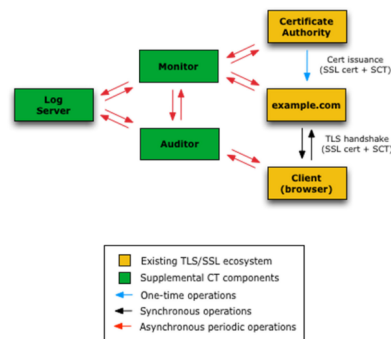 Certificate
Authority
Cert issuance
(SSL cert + SCT)
Monitor
Log
Server
example.com
TLS handshake
(SSL cert + SCT)
Auditor
Client
(browser)
Existing TLS/SSL ecosystem
Supplemental CT components
One-time operations
Synchronous operations
Asynchronous periodic operations